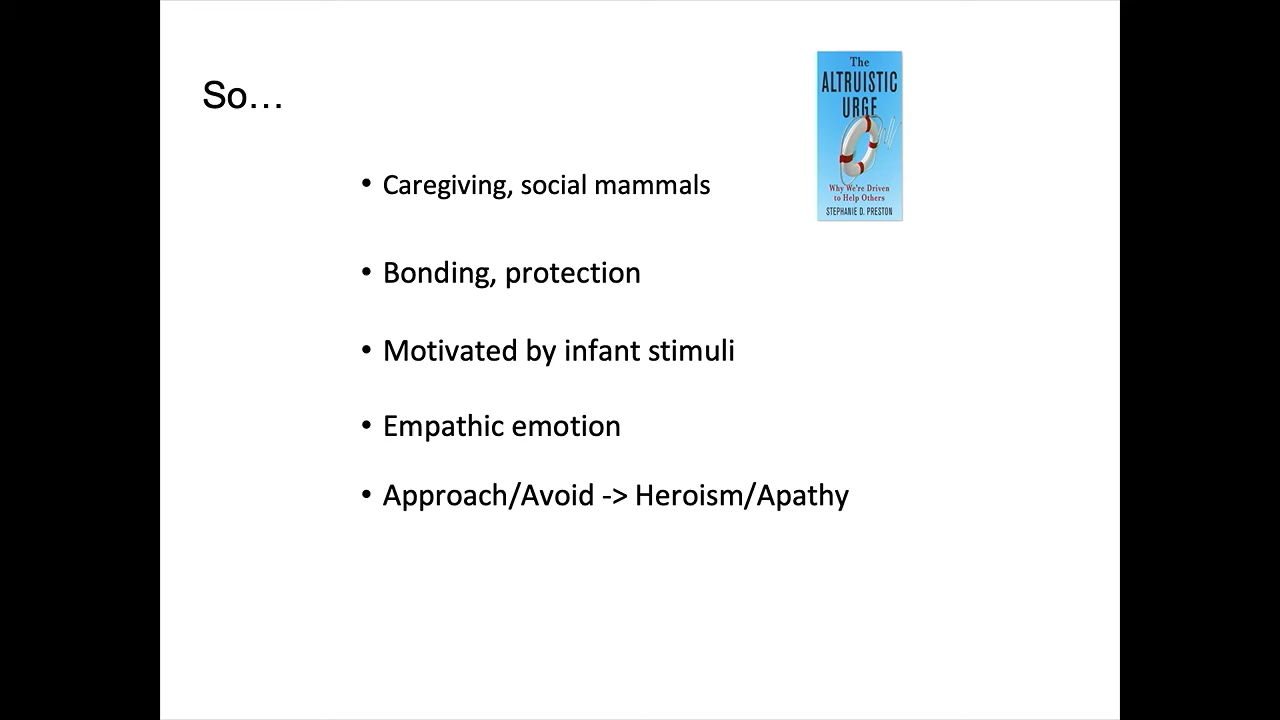 So…
The
ALTRUISTIC
URGE
Why We're Driven
to Help Others
STEPHANIE D. PRESTON
• Caregiving, social mammals
• Bonding, protection
• Motivated by infant stimuli
• Empathic emotion
• Approach/Avoid -> Heroism/Apathy